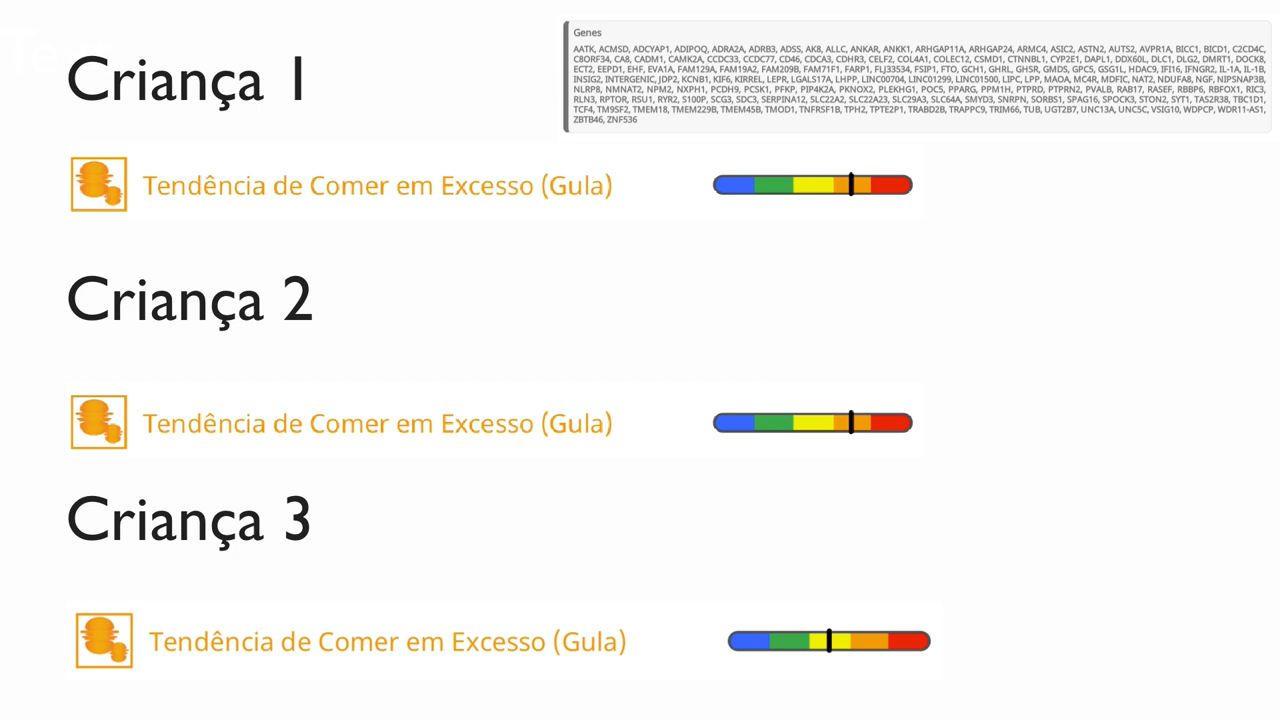 Criança 1
Genes
AATK, ACMSD, ADCYAP1, ADIPOQ, ADRA2A, ADRB3, ADSS, AK8, ALLC, ANKAR, ANKK1, ARHGAP11A, ARHGAP24, ARMC4, ASIC2, ASTN2, AUTS2, AVPR1A, BICC1, BICD1, C2CD4C,
C8ORF34, CA8, CADM1, CAMK2A, CCDC33, CCDC77, CD46, CDCA3, CDHR3, CELF2, COL4A1, COLEC12, CSMD1, CTNNBL1, CYP2E1, DAPL1, DDX60L, DLC1, DLG2, DMRT1, DOCK8,
ECT2, EEPD1, EHF, EVA1A, FAM129A, FAM19A2, FAM209B, FAM71F1, FARP1, FLJ33534, FSIP1, FTO, GCH1, GHRL, GHSR, GMDS, GPC5, GSG1L, HDAC9, IFI16, IFNGR2, IL-1A, IL-1B,
INSIG2, INTERGENIC, JDP2, KCNB1, KIF6, KIRREL, LEPR, LGALS17A, LHPP, LINC00704, LINC01299, LINC01500, LIPC, LPP, MAOA, MC4R, MDFIC, NAT2, NDUFA8, NGF, NIPSNAP3B,
NLRP8, NMNAT2, NPM2, NXPH1, PCDH9, PCSK1, PFKP, PIP4K2A, PKNOX2, PLEKHG1, POC5, PPARG, PPM1H, PTPRD, PTPRN2, PVALB, RAB17, RASEF, RBBP6, RBFOX1, RIC3,
RLN3, RPTOR, RSU1, RYR2, S100P, SCG3, SDC3, SERPINA12, SLC22A2, SLC22A23, SLC29A3, SLC64A, SMYD3, SNRPN, SORBS1, SPAG16, SPOCK3, STON2, SYT1, TAS2R38, TBC1D1,
TCF4, TM9SF2, TMEM18, TMEM229B, TMEM45B, TMOD1, TNFRSF1B, TPH2, TPTE2P1, TRABD2B, TRAPPC9, TRIM66, TUB, UGT2B7, UNC13A, UNC5C, VSIG10, WDPCP, WDR11-AS1,
ZBTB46, ZNF536
Tendência de Comer em Excesso (Gula)
Criança 2
Tendência de Comer em Excesso (Gula)
Criança 3
Tendência de Comer em Excesso (Gula)